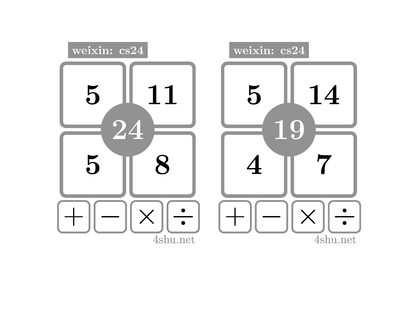 weixin: cs24
5 11
24
5 8
+ − × ÷
4shu.net
weixin: cs24
5 14
19
4 7
+ − × ÷
4shu.net